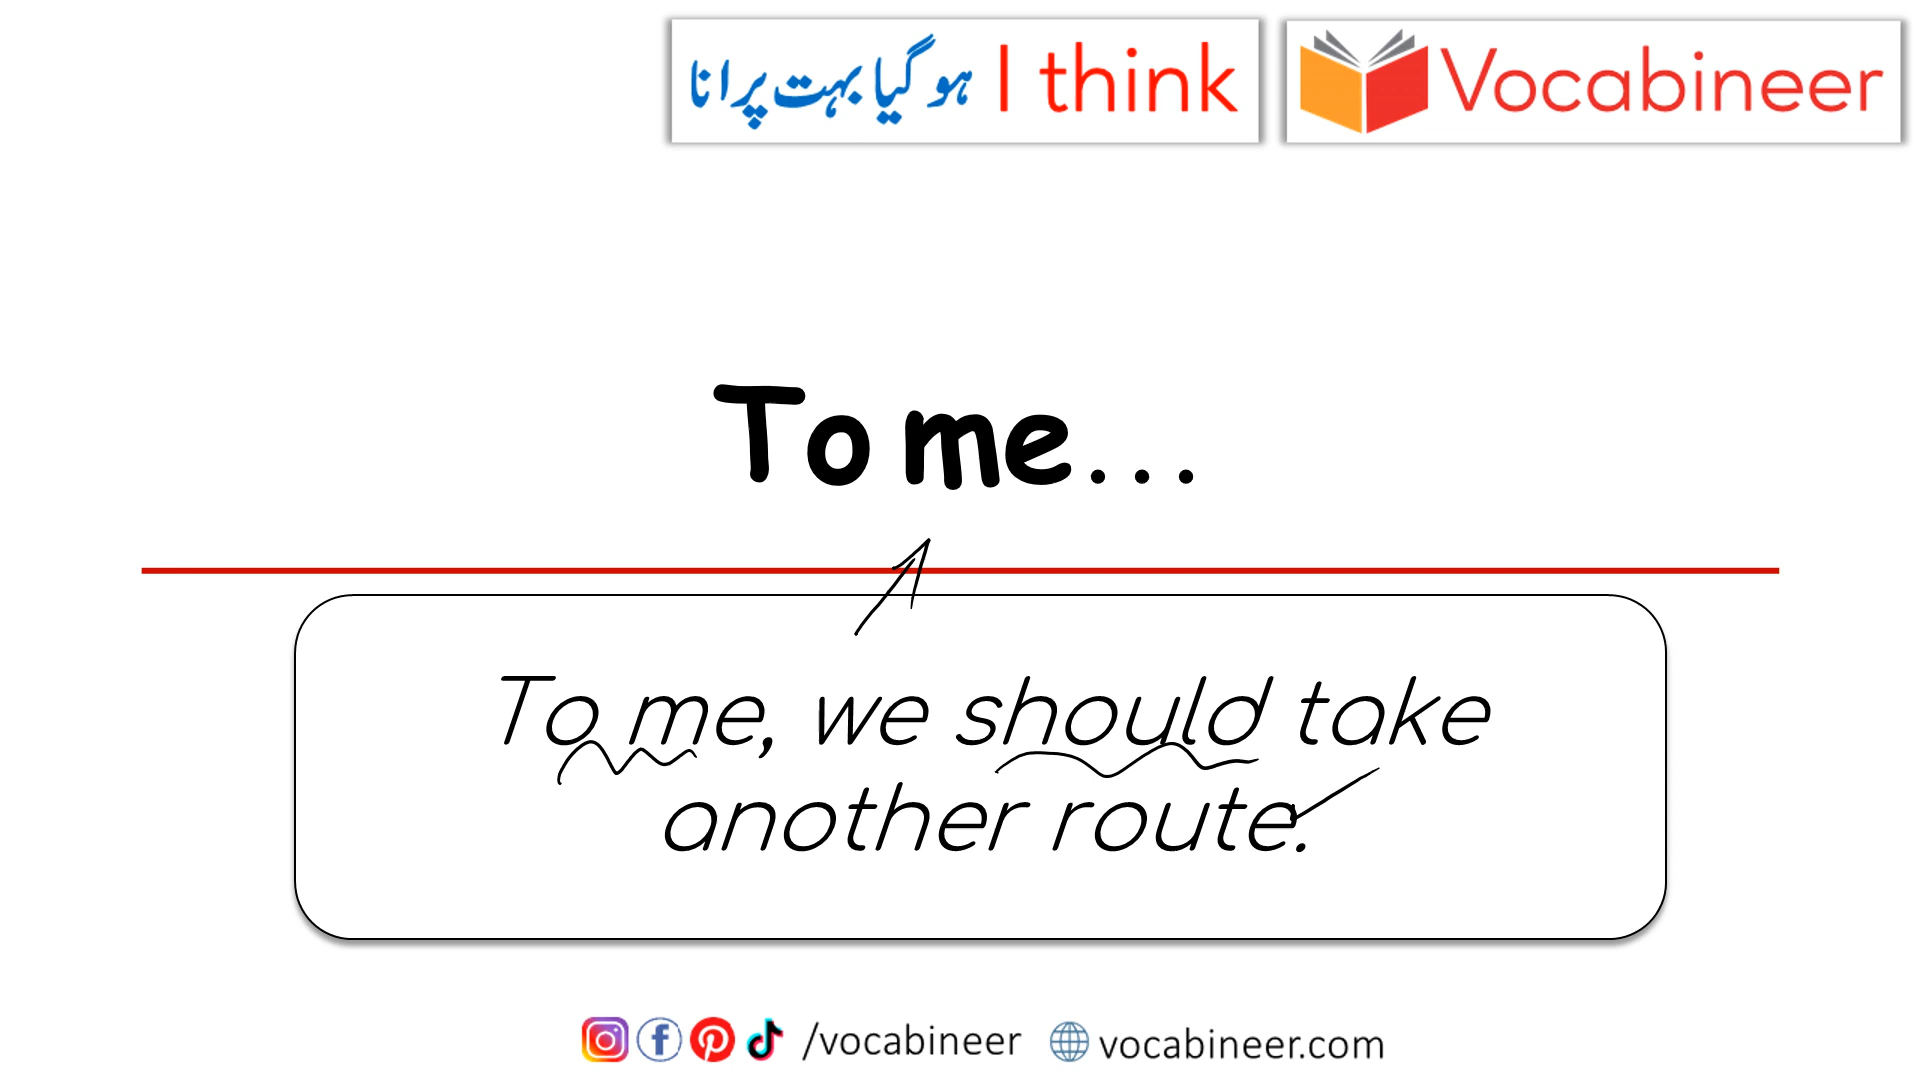 I think ہو گیا بہت پرانا
Vocabineer
To me...
To me, we should take
another route.
/vocabineer
vocabineer.com